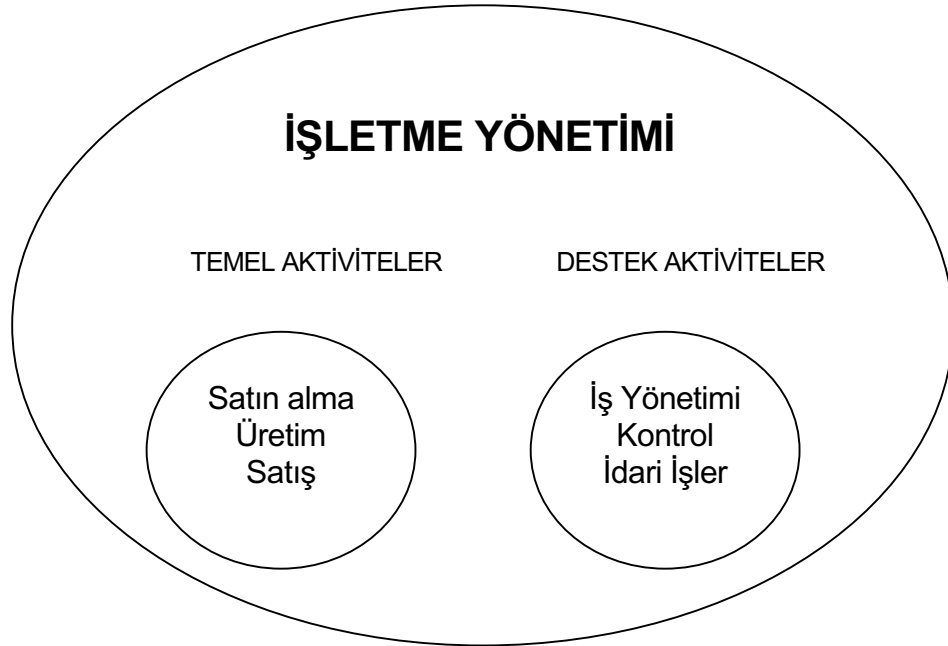 İŞLETME YÖNETİMİ
TEMEL AKTİVİTELER
DESTEK AKTİVİTELER
Satın alma
Üretim
Satış
İş Yönetimi
Kontrol
İdari İşler